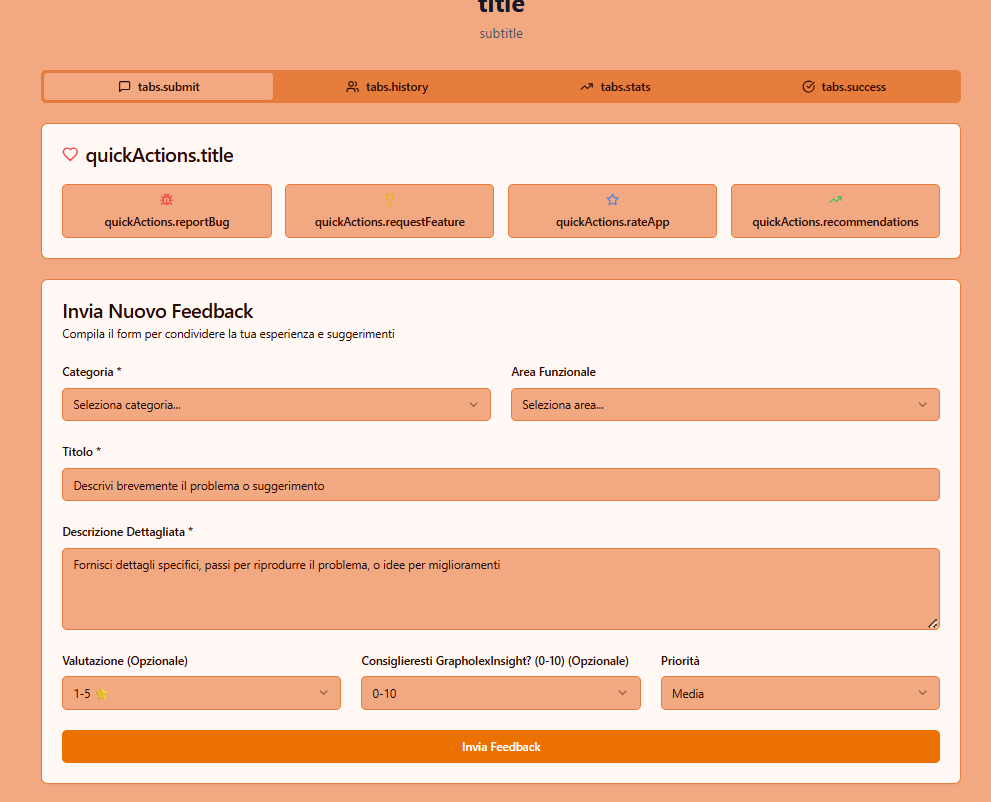 title
subtitle
tabs.submit
tabs.history
tabs.stats
tabs.success
quickActions.title
quickActions.reportBug
quickActions.requestFeature
quickActions.rateApp
quickActions.recommendations
Invia Nuovo Feedback
Compila il form per condividere la tua esperienza e suggerimenti
Categoria *
Area Funzionale
Seleziona categoria...
Seleziona area...
Titolo *
Descrivi brevemente il problema o suggerimento
Descrizione Dettagliata *
Fornisci dettagli specifici, passi per riprodurre il problema, o idee per miglioramenti
Valutazione (Opzionale)
Consiglieresti GrapholexInsight? (0-10) (Opzionale)
Priorità
1-5 ⭐
0-10
Media
Invia Feedback